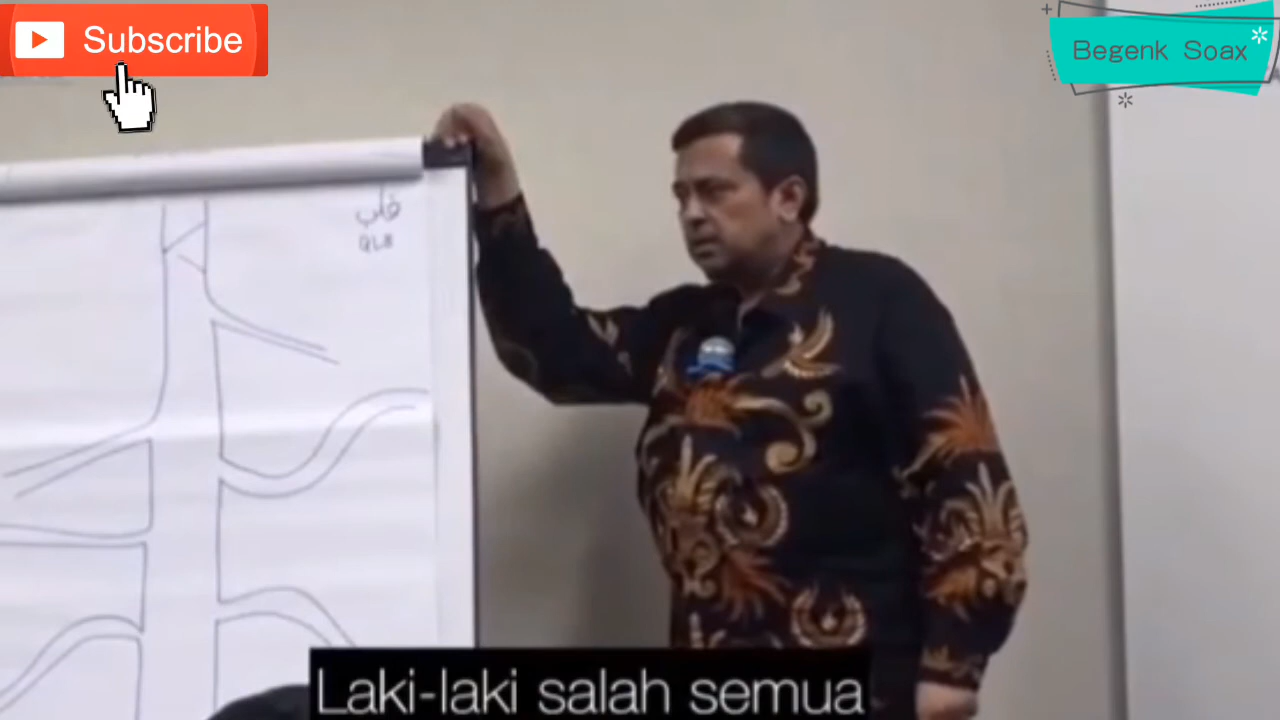 Subscribe
Begenk Soax
قلب
QLB
Laki-laki salah semua